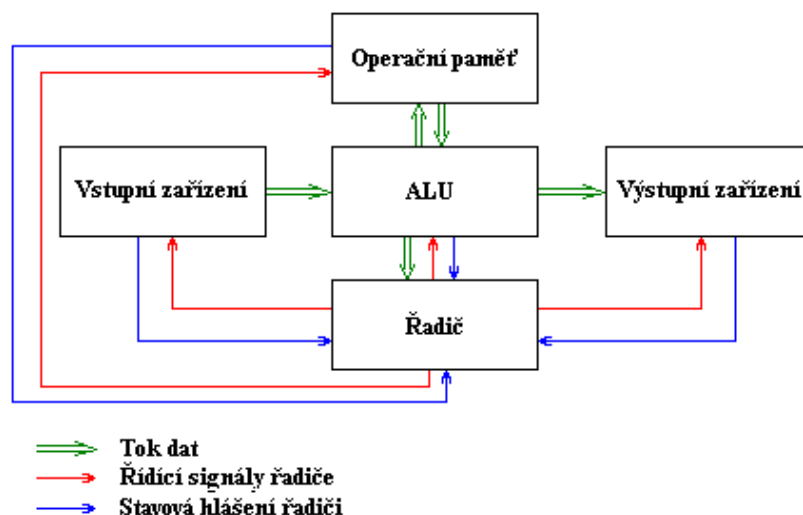 Operační paměť
Vstupní zařízení
ALU
Výstupní zařízení
Řadič
Tok dat
Řídící signály řadiče
Stavová hlášení řadiči